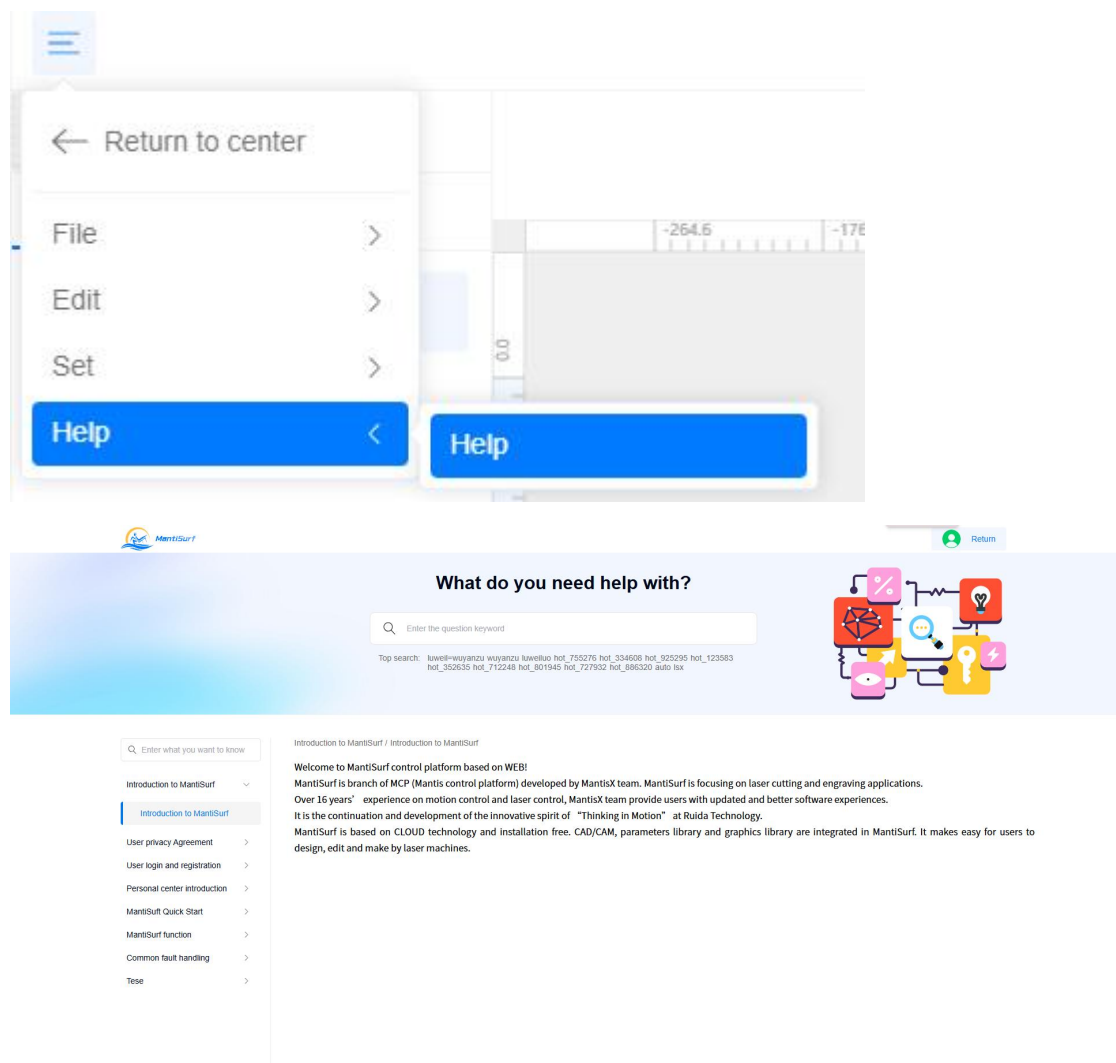 Return to center
File
Edit
Set
Help
Help
-264.6
-176
0.0
MantiSurf
Return
What do you need help with?
Enter the question keyword
Top search: luweil=wuyanzu wuyanzu luweiluo hot_755276 hot_334608 hot_925295 hot_123583
hot_352635 hot_712248 hot_801945 hot_727932 hot_886320 auto lsx
Enter what you want to know
Introduction to MantiSurf
Introduction to MantiSurf
User privacy Agreement
User login and registration
Personal center introduction
MantiSuft Quick Start
MantiSurf function
Common fault handling
Tese
Introduction to MantiSurf / Introduction to MantiSurf
Welcome to MantiSurf control platform based on WEB!
MantiSurf is branch of MCP (Mantis control platform) developed by MantisX team. MantiSurf is focusing on laser cutting and engraving applications.
Over 16 years’ experience on motion control and laser control, MantisX team provide users with updated and better software experiences.
It is the continuation and development of the innovative spirit of “Thinking in Motion” at Ruida Technology.
MantiSurf is based on CLOUD technology and installation free. CAD/CAM, parameters library and graphics library are integrated in MantiSurf. It makes easy for users to
design, edit and make by laser machines.